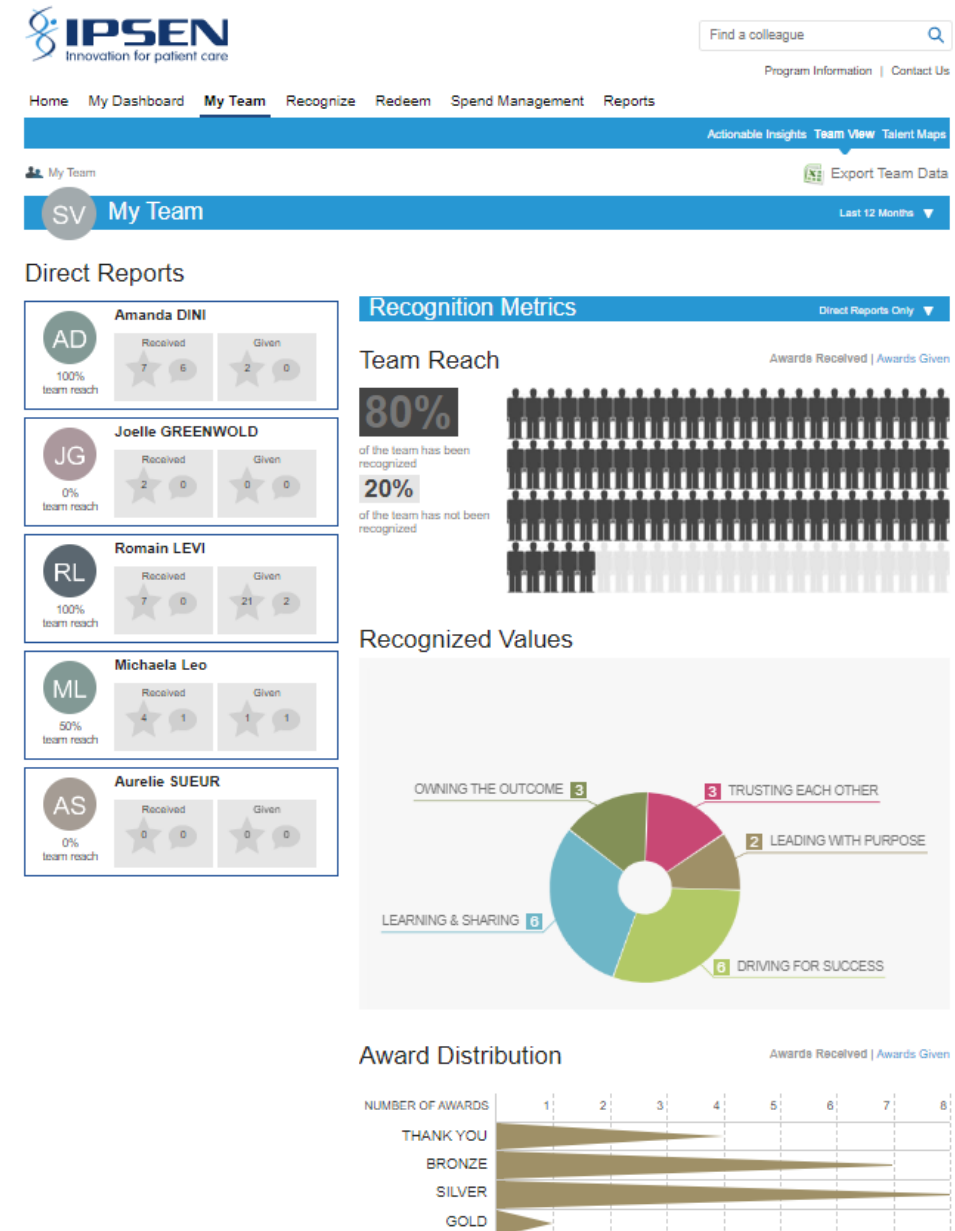 IPSEN
Innovation for patient care
Find a colleague
Program Information | Contact Us
Home My Dashboard My Team Recognize Redeem Spend Management Reports
Actionable Insights Team View Talent Maps
My Team
Export Team Data
SV My Team
Last 12 Months ▼
Direct Reports
AD
100%
team reach
Amanda DINI
Received Given
7 6 2 0
JG
0%
team reach
Joelle GREENWOLD
Received Given
2 0 0 0
RL
100%
team reach
Romain LEVI
Received Given
7 0 21 2
ML
50%
team reach
Michaela Leo
Received Given
4 1 1 1
AS
0%
team reach
Aurelie SUEUR
Received Given
0 0 0 0
Recognition Metrics
Direct Reports Only ▼
Team Reach
Awards Received | Awards Given
80%
of the team has been
recognized
20%
of the team has not been
recognized
Recognized Values
OWNING THE OUTCOME 3
3 TRUSTING EACH OTHER
2 LEADING WITH PURPOSE
LEARNING & SHARING 6
6 DRIVING FOR SUCCESS
Award Distribution
Awards Received | Awards Given
NUMBER OF AWARDS 1 2 3 4 5 6 7 8
THANK YOU
BRONZE
SILVER
GOLD